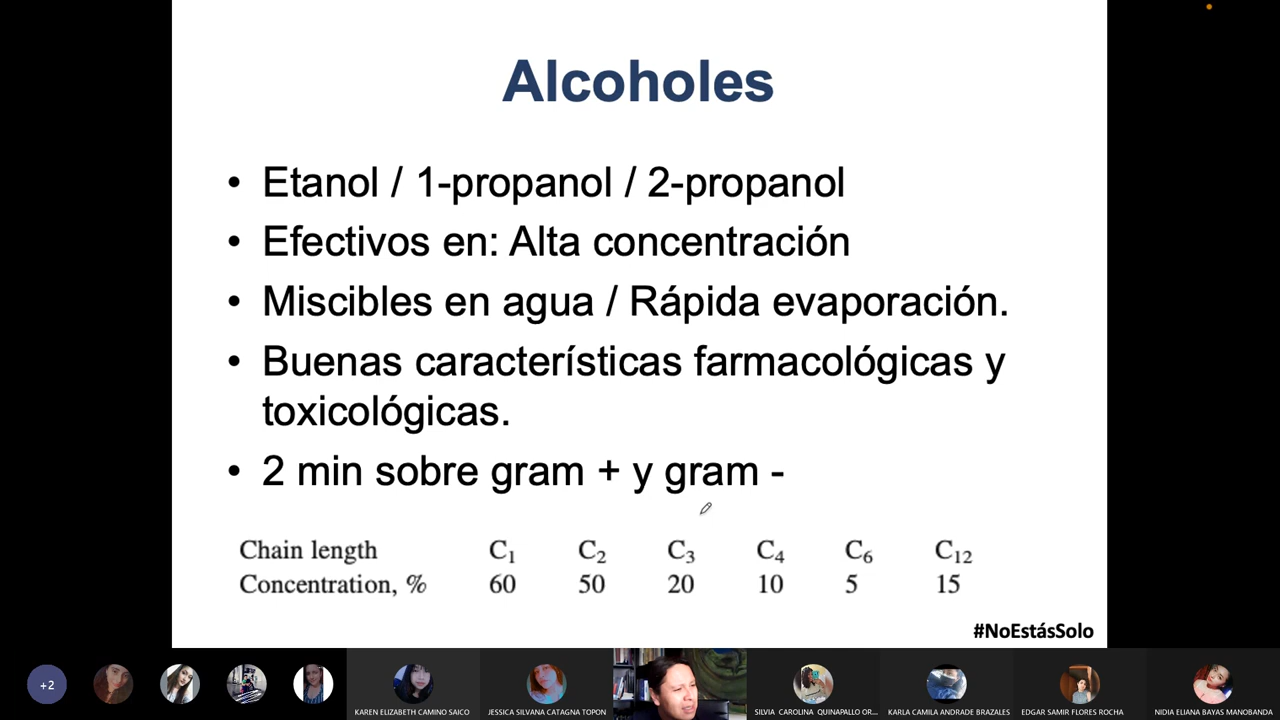 Alcoholes
• Etanol / 1-propanol / 2-propanol
• Efectivos en: Alta concentración
• Miscibles en agua / Rápida evaporación.
• Buenas características farmacológicas y
toxicológicas.
• 2 min sobre gram + y gram -
Chain length C₁ C₂ C₃ C₄ C₆ C₁₂
Concentration, % 60 50 20 10 5 15
#NoEstásSolo
+2
KAREN ELIZABETH CAMINO SAICO
JESSICA SILVANA CATAGNA TOPON
SILVIA CAROLINA QUINAPALLO OR...
KARLA CAMILA ANDRADE BRAZALES
EDGAR SAMIR FLORES ROCHA
NIDIA ELIANA BAYAS MANOBANDA